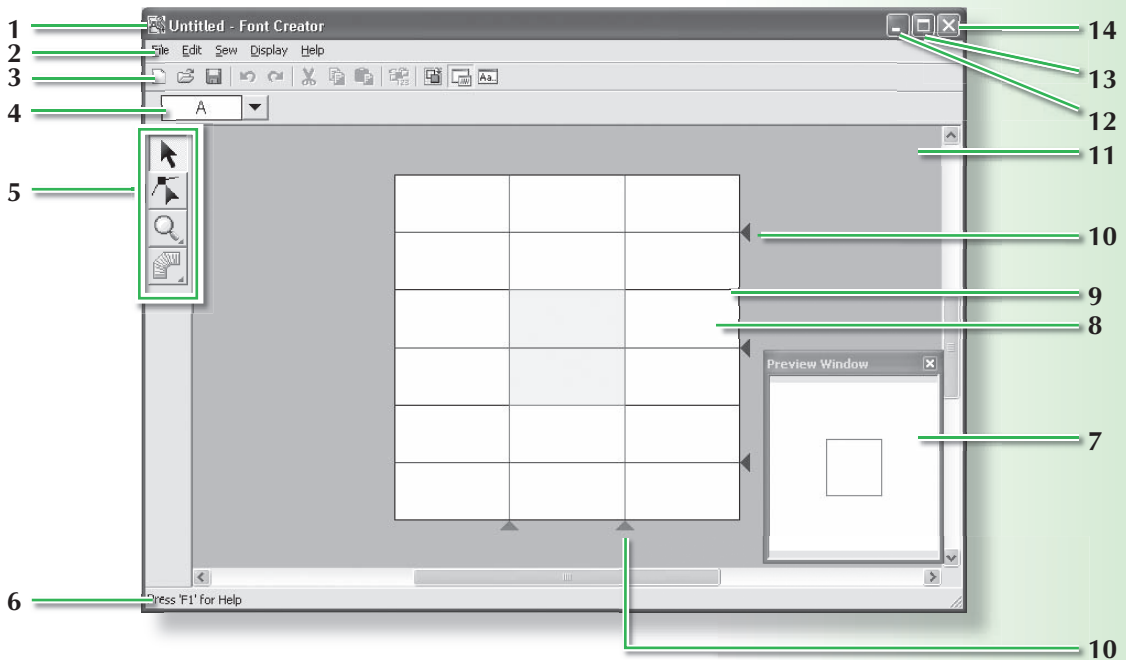 1 Untitled - Font Creator 14
2 File Edit Sew Display Help
3 Aa.. 13
4 A 12
11
5
10
9
8
Preview Window
7
6 Press 'F1' for Help
10